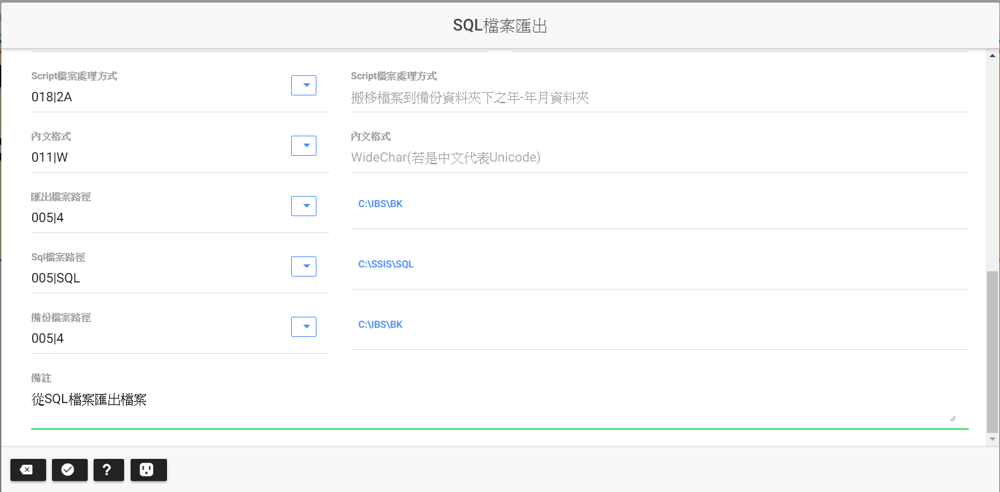 SQL檔案匯出
Script檔案處理方式
Script檔案處理方式
018|2A
搬移檔案到備份資料夾下之年-年月資料夾
內文格式
內文格式
011|W
WideChar(若是中文代表Unicode)
匯出檔案路徑
005|4
C:\IBS\BK
Sql檔案路徑
005|SQL
C:\SSIS\SQL
備份檔案路徑
005|4
C:\IBS\BK
備註
從SQL檔案匯出檔案